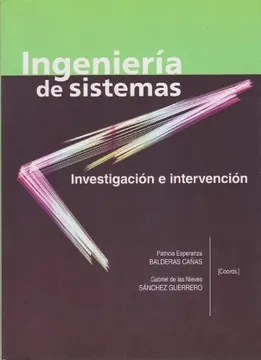 Ingeniería
de sistemas
Investigación e intervención
Patricia Esperanza
BALDERAS CAÑAS
[Coords.]
Gabriel de las Nieves
SÁNCHEZ GUERRERO